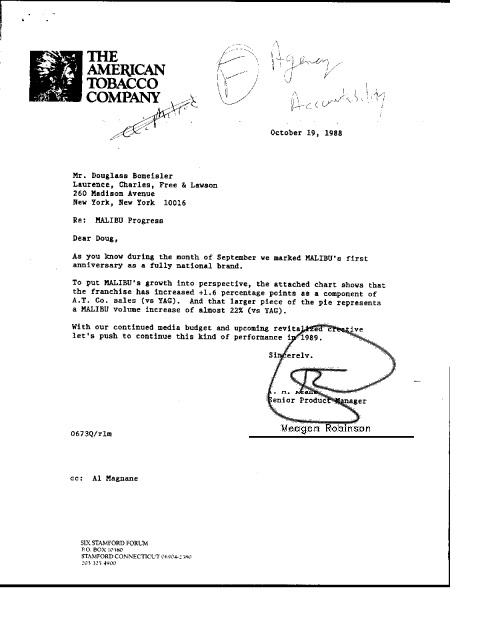 THE
AMERICAN
TOBACCO
COMPANY
F
Agency
Accountability
October 19, 1988
Mr. Douglass Bomeisler
Laurence, Charles, Free & Lawson
260 Madison Avenue
New York, New York 10016
Re: MALIBU Progress
Dear Doug,
As you know during the month of September we marked MALIBU's first
anniversary as a fully national brand.
To put MALIBU's growth into perspective, the attached chart shows that
the franchise has increased +1.6 percentage points as a component of
A.T. Co. sales (vs YAG). And that larger piece of the pie represents
a MALIBU volume increase of almost 22% (vs YAG).
With our continued media budget and upcoming revitalized creative
let's push to continue this kind of performance in 1989.
Sincerely,
Senior Product Manager
Meagan Robinson
0673Q/rlm
cc: Al Magnane
SIX STAMFORD FORUM
P.O. BOX 10380
STAMFORD CONNECTICUT 06904-2380
203 325 4900